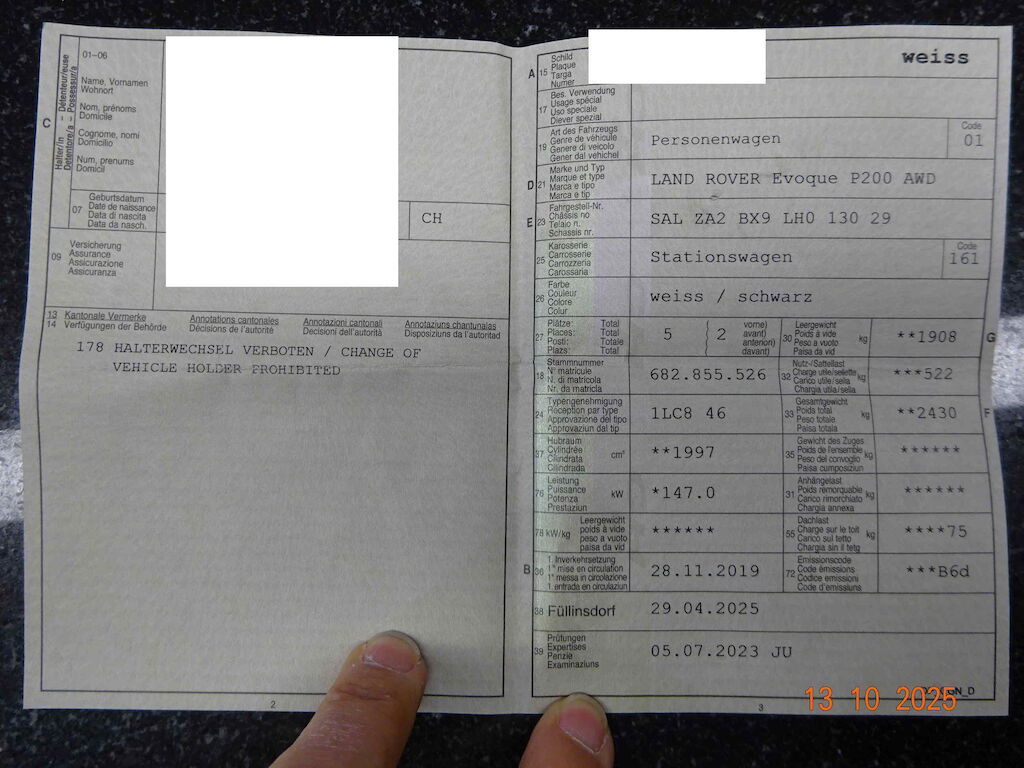 C
Halter/in – Détenteur/euse
Detentore/a – Possessur/a
01–06
Name, Vornamen
Wohnort
Nom, prénoms
Domicile
Cognome, nomi
Domicilio
Num, prenums
Domicil
07
Geburtsdatum
Date de naissance
Data di nascita
Data da nasch.
CH
09
Versicherung
Assurance
Assicurazione
Assicuranza
13 Kantonale Vermerke Annotations cantonales Annotazioni cantonali Annotaziuns chantunalas
14 Verfügungen der Behörde Décisions de l'autorité Decisioni dell'autorità Disposiziuns da l'autoritad
178 HALTERWECHSEL VERBOTEN / CHANGE OF
VEHICLE HOLDER PROHIBITED
2
A 15
Schild
Plaque
Targa
Numer
weiss
17
Bes. Verwendung
Usage spécial
Uso speciale
Diever spezial
19
Art des Fahrzeugs
Genre de véhicule
Genere di veicolo
Gener dal vehichel
Personenwagen
Code
01
D 21
Marke und Typ
Marque et type
Marca e tipo
Marca e tip
LAND ROVER Evoque P200 AWD
E 23
Fahrgestell-Nr.
Châssis no
Telaio n.
Schassis nr.
SAL ZA2 BX9 LH0 130 29
25
Karosserie
Carrosserie
Carrozzeria
Carossaria
Stationswagen
Code
161
26
Farbe
Couleur
Colore
Colur
weiss / schwarz
27
Plätze: Total
Places: Total
Posti: Totale
Plazs: Total
5 { 2
vorne)
avant)
anteriori)
davant)
30
Leergewicht
Poids à vide
Peso a vuoto
Paisa da vid
kg
**1908
G
18
Stammnummer
N° matricule
N. di matricola
Nr. da matricla
682.855.526
32
Nutz-/Sattellast
Charge utile/sellette
Carico utile/sella
Chargia utila/sella
kg
***522
24
Typengenehmigung
Réception par type
Approvazione del tipo
Approvaziun dal tip
1LC8 46
33
Gesamtgewicht
Poids total
Peso totale
Paisa totala
kg
**2430
F
37
Hubraum
Cylindrée
Cilindrata
Cilindrada
cm³
**1997
35
Gewicht des Zuges
Poids de l'ensemble
Peso del convoglio
Paisa cumposiziun
kg
******
76
Leistung
Puissance
Potenza
Prestaziun
kW
*147.0
31
Anhängelast
Poids remorquable
Carico rimorchiato
Chargia annexa
kg
******
78 kW/kg
Leergewicht
poids à vide
peso a vuoto
paisa da vid
******
55
Dachlast
Charge sur le toit
Carico sul tetto
Chargia sin il tetg
kg
****75
B 36
1. Inverkehrsetzung
1re mise en circulation
1a messa in circolazione
1. entrada en circulaziun
28.11.2019
72
Emissionscode
Code émissions
Codice emissioni
Code d'emissiuns
***B6d
38 Füllinsdorf
29.04.2025
39
Prüfungen
Expertises
Perizie
Examinaziuns
05.07.2023 JU
3
13 10 2025